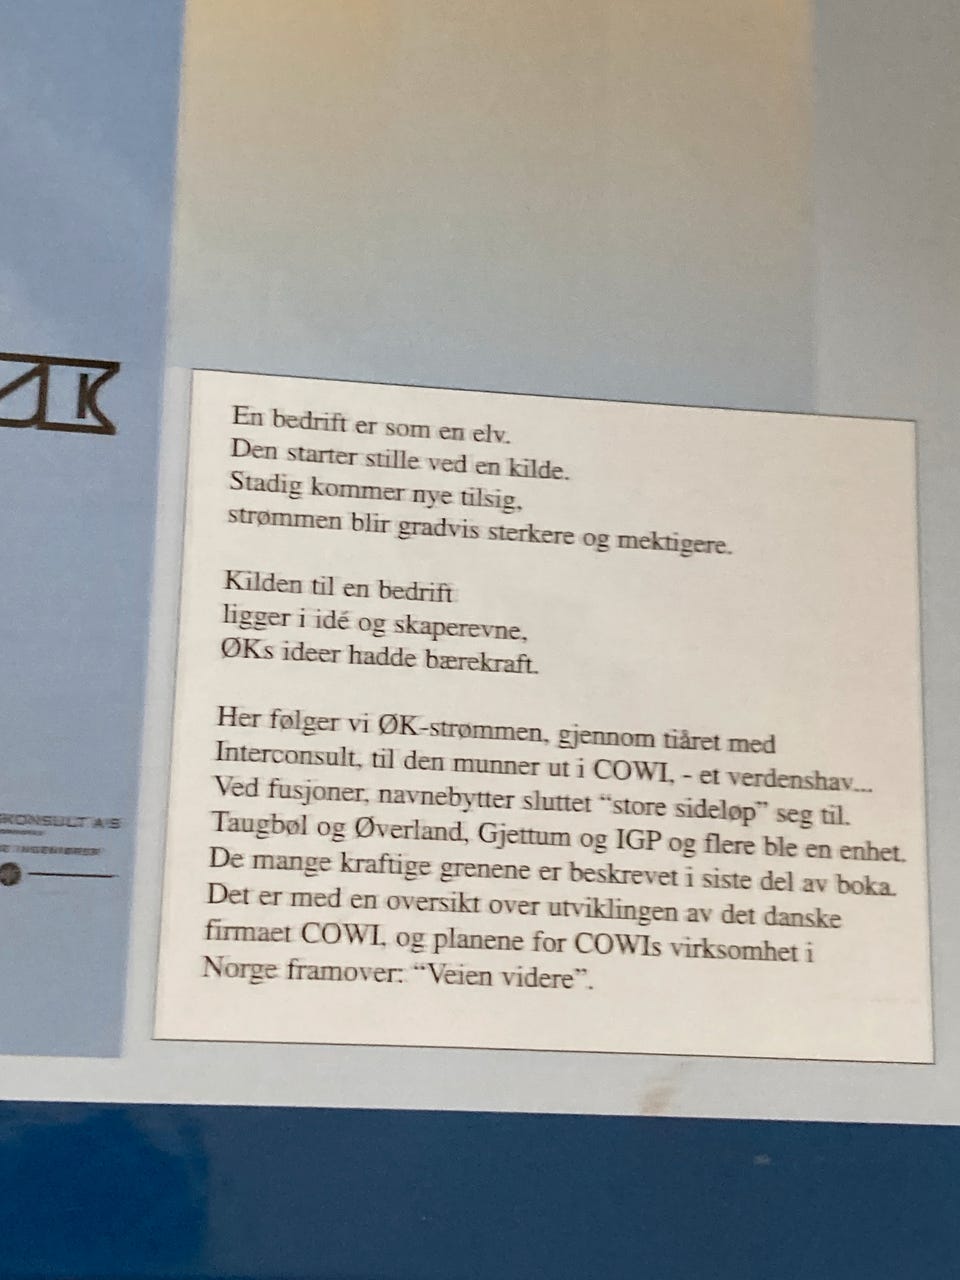 ØK
En bedrift er som en elv.
Den starter stille ved en kilde.
Stadig kommer nye tilsig,
strømmen blir gradvis sterkere og mektigere.
Kilden til en bedrift
ligger i idé og skaperevne,
ØKs ideer hadde bærekraft.
Her følger vi ØK-strømmen, gjennom tiåret med
Interconsult, til den munner ut i COWI, - et verdenshav...
Ved fusjoner, navnebytter sluttet “store sideløp” seg til.
Taugbøl og Øverland, Gjettum og IGP og flere ble en enhet.
De mange kraftige grenene er beskrevet i siste del av boka.
Det er med en oversikt over utviklingen av det danske
firmaet COWI, og planene for COWIs virksomhet i
Norge framover: “Veien videre”.
KONSULT A/S
INGENIØRER